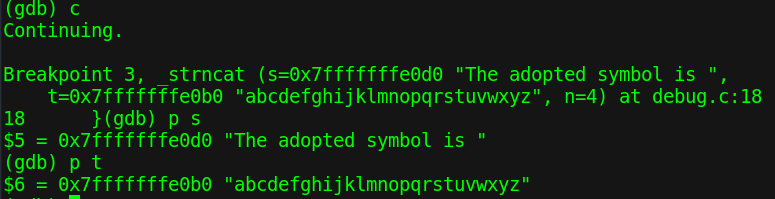 (gdb) c
Continuing.
Breakpoint 3, _strncat (s=0x7fffffffe0d0 "The adopted symbol is ",
    t=0x7fffffffe0b0 "abcdefghijklmnopqrstuvwxyz", n=4) at debug.c:18
18      }(gdb) p s
$5 = 0x7fffffffe0d0 "The adopted symbol is "
(gdb) p t
$6 = 0x7fffffffe0b0 "abcdefghijklmnopqrstuvwxyz"